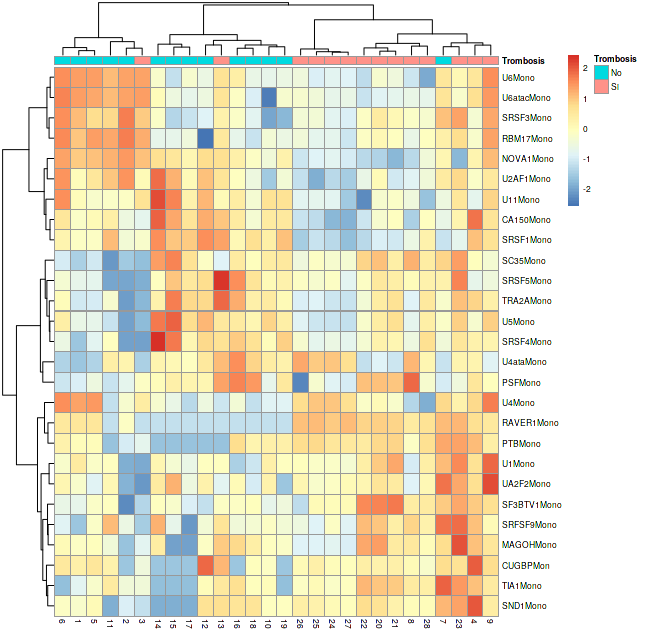 Trombosis
U6Mono
U6atacMono
SRSF3Mono
RBM17Mono
NOVA1Mono
U2AF1Mono
U11Mono
CA150Mono
SRSF1Mono
SC35Mono
SRSF5Mono
TRA2AMono
U5Mono
SRSF4Mono
U4ataMono
PSFMono
U4Mono
RAVER1Mono
PTBMono
U1Mono
UA2F2Mono
SF3BTV1Mono
SRFSF9Mono
MAGOHMono
CUGBPMon
TIA1Mono
SND1Mono
6 1 5 11 2 3 14 15 17 12 13 16 18 10 19 26 25 24 27 22 20 21 8 28 7 23 4 9
2
1
0
-1
-2
Trombosis
No
SI